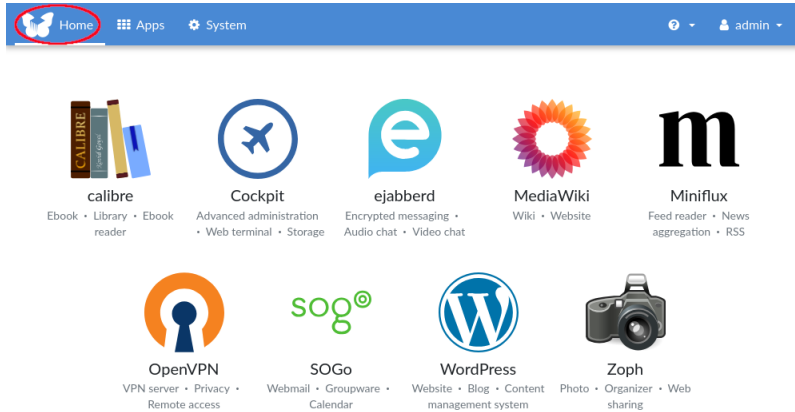 Home Apps System admin
CALIBRE
m
calibre Cockpit ejabberd MediaWiki Miniflux
Ebook • Library • Ebook reader
Advanced administration • Web terminal • Storage
Encrypted messaging • Audio chat • Video chat
Wiki • Website
Feed reader • News aggregation • RSS
sogo
OpenVPN SOGo WordPress Zoph
VPN server • Privacy • Remote access
Webmail • Groupware • Calendar
Website • Blog • Content management system
Photo • Organizer • Web sharing